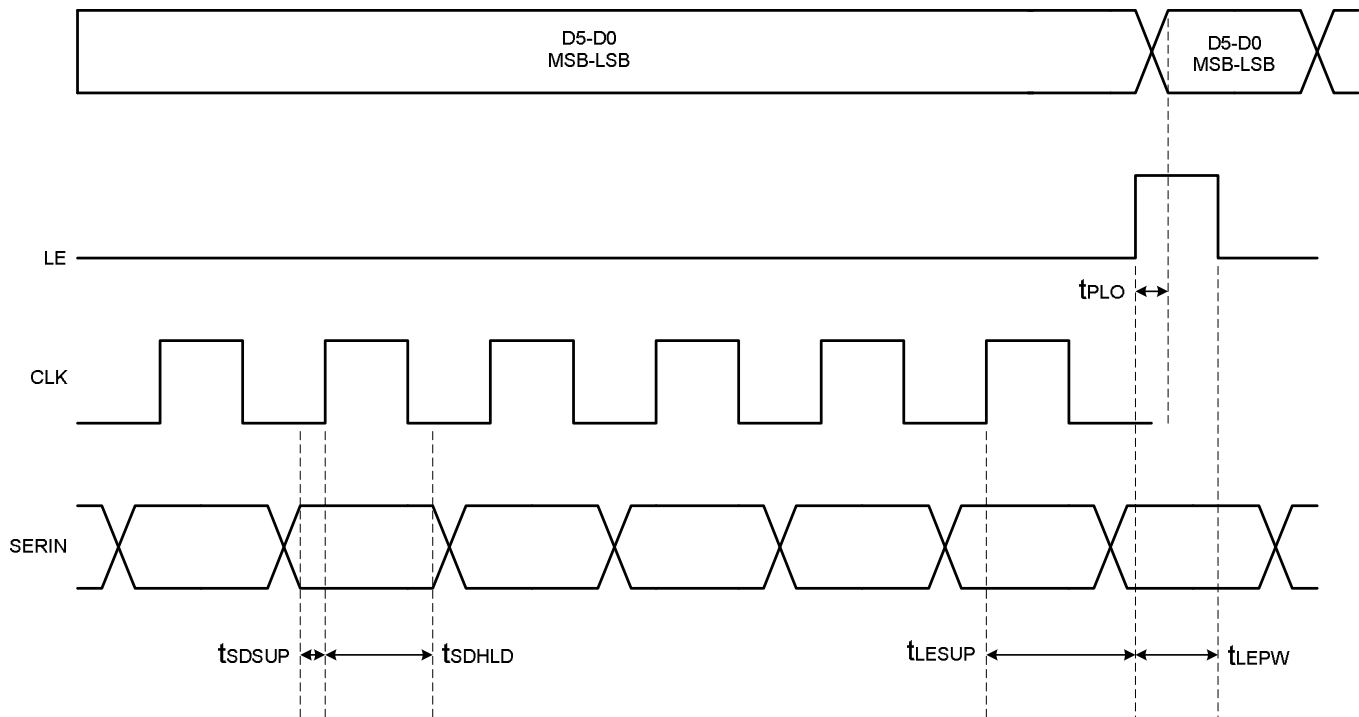 D5-D0
MSB-LSB
D5-D0
MSB-LSB
LE
tPLO
CLK
SERIN
tSDSUP
tSDHLD
tLESUP
tLEPW